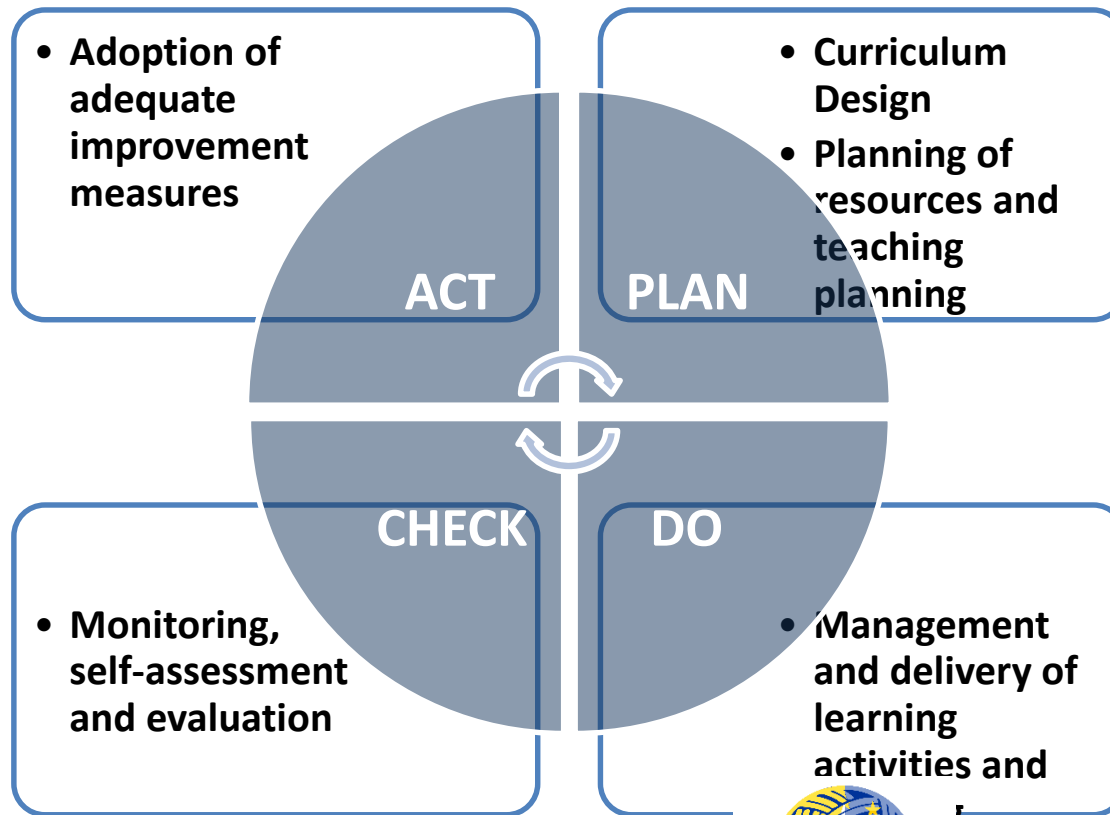 • Adoption of
adequate
improvement
measures
• Curriculum
Design
• Planning of
resources and
teaching
planning
ACT
PLAN
CHECK
DO
• Monitoring,
self-assessment
and evaluation
• Management
and delivery of
learning
activities and